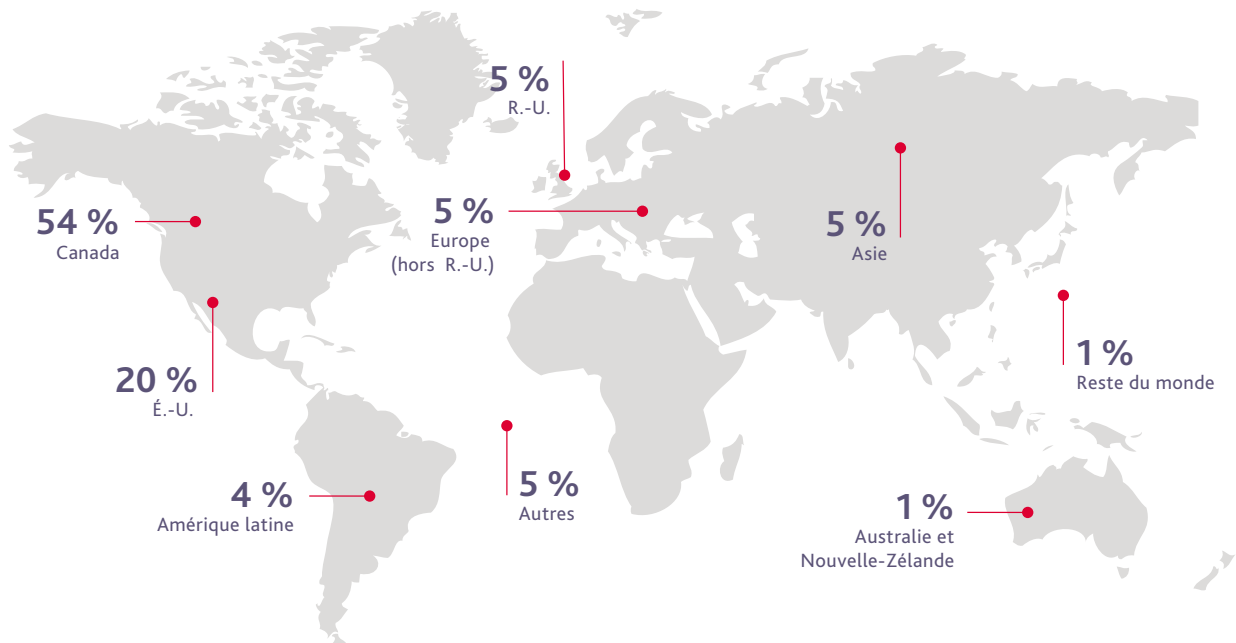 5 %
R.-U.
54 %
Canada
5 %
Europe
(hors R.-U.)
5 %
Asie
20 %
É.-U.
1 %
Reste du monde
4 %
Amérique latine
5 %
Autres
1 %
Australie et
Nouvelle-Zélande